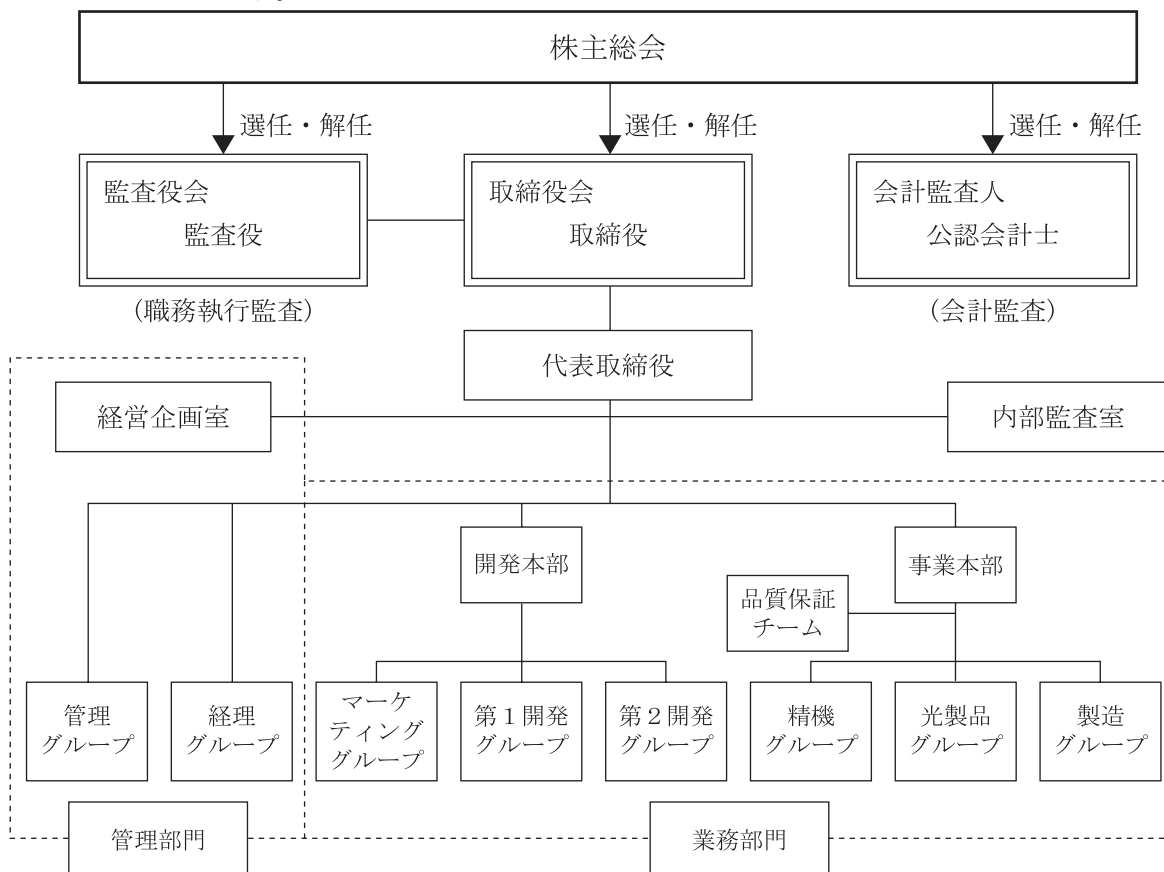 株主総会
選任・解任
選任・解任
選任・解任
監査役会
監査役
取締役会
取締役
会計監査人
公認会計士
(職務執行監査)
(会計監査)
代表取締役
経営企画室
内部監査室
開発本部
事業本部
品質保証
チーム
管理
グループ
経理
グループ
マーケ
ティング
グループ
第1開発
グループ
第2開発
グループ
精機
グループ
光製品
グループ
製造
グループ
管理部門
業務部門